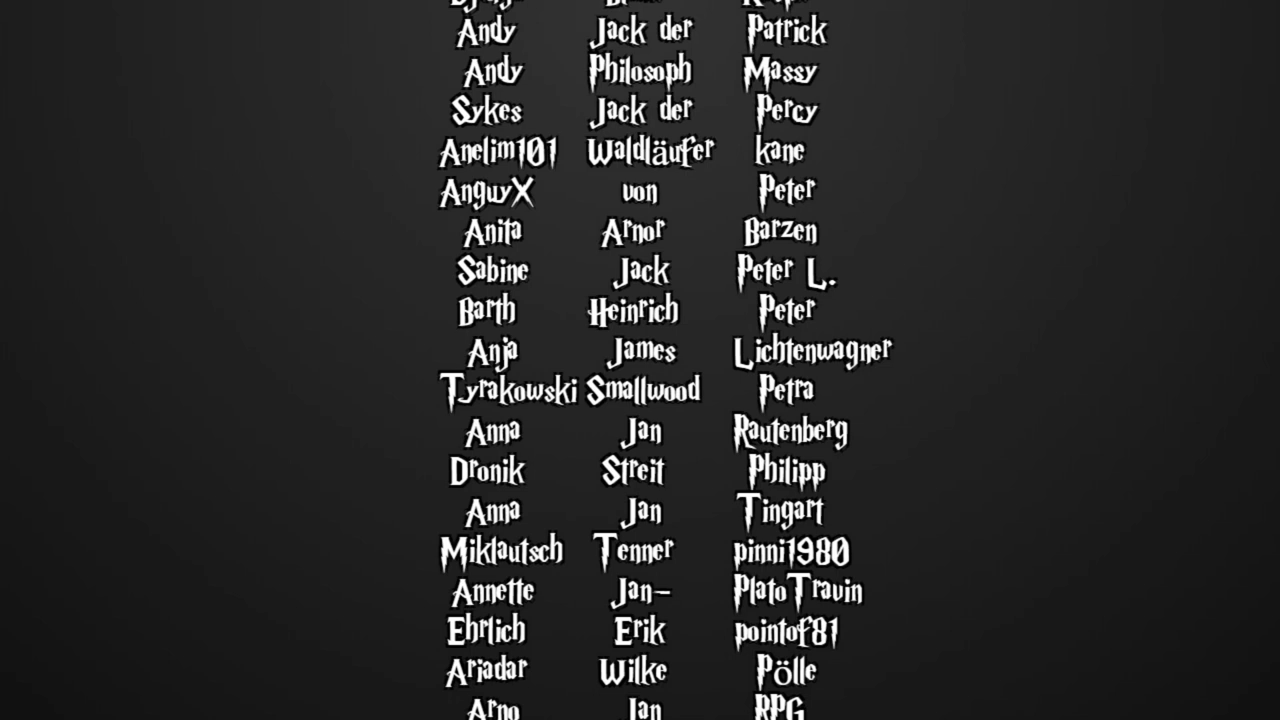 Andy
Andy
Sykes
Anelim101
AnguyX
Anita
Sabine
Barth
Anja
Tyrakowski
Anna
Dronik
Anna
Miklautsch
Annette
Ehrlich
Ariadar
Arno
Jack der
Philosoph
Jack der
Waldläufer
von
Arnor
Jack
Heinrich
James
Smallwood
Jan
Streit
Jan
Tenner
Jan-
Erik
Wilke
Jan
Patrick
Massy
Percy
kane
Peter
Barzen
Peter L.
Peter
Lichtenwagner
Petra
Rautenberg
Philipp
Tingart
pinni1980
PlatoTravin
pointof81
Pölle
RPG